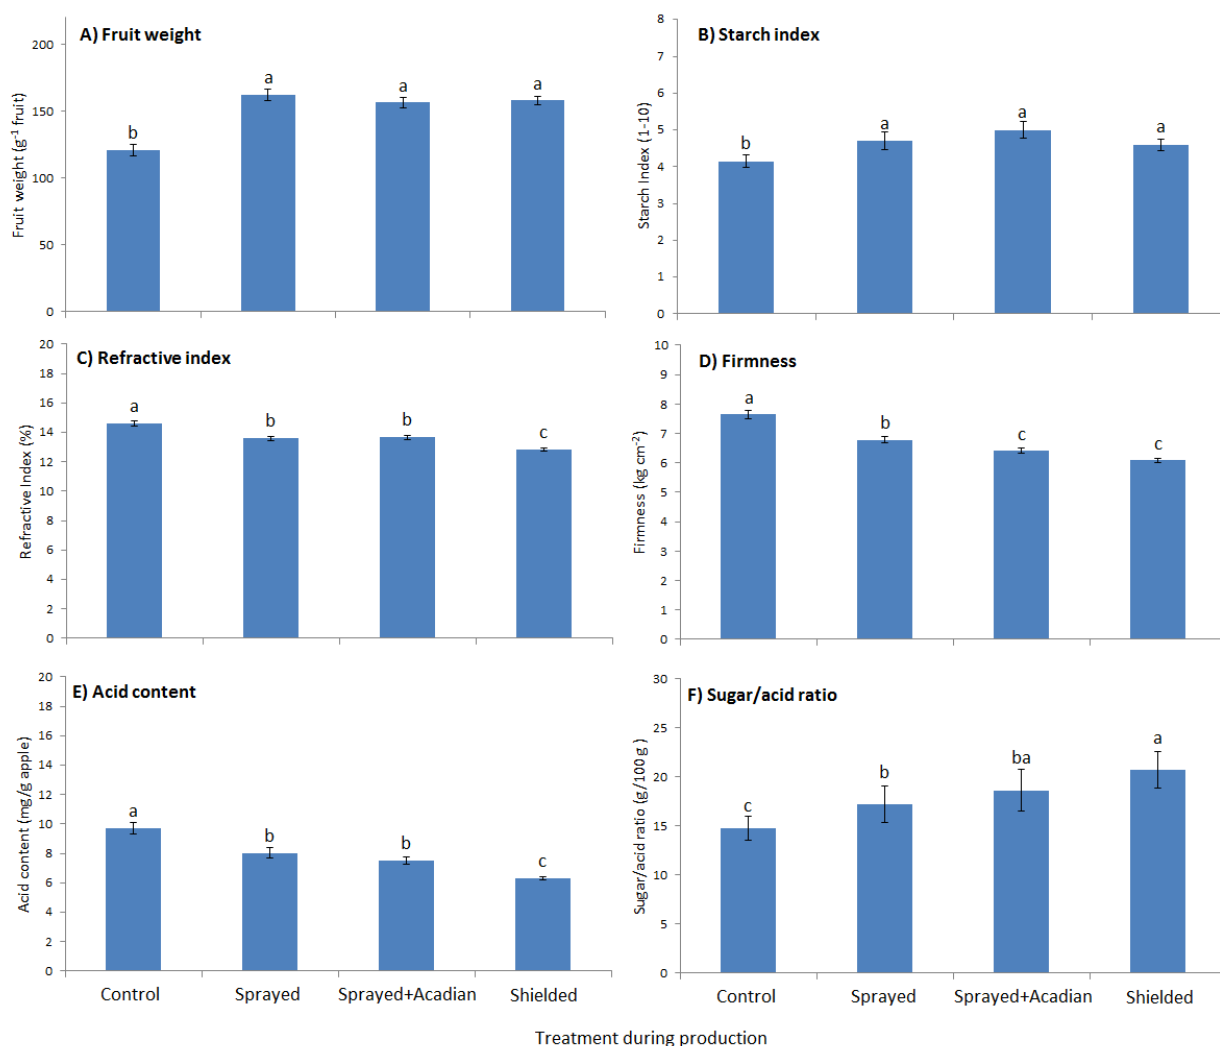 A) Fruit weight
Fruit weight (g⁻¹ fruit)
200
150
100
50
0
b
a
a
a
B) Starch index
Starch Index (1-10)
8
7
6
5
4
3
2
1
0
b
a
a
a
C) Refractive index
Refractive Index (%)
20
18
16
14
12
10
8
6
4
2
0
a
b
b
c
D) Firmness
Firmness (kg cm⁻²)
10
9
8
7
6
5
4
3
2
1
0
a
b
c
c
E) Acid content
Acid content (mg/g apple)
20
18
16
14
12
10
8
6
4
2
0
a
b
b
c
Control Sprayed Sprayed+Acadian Shielded
F) Sugar/acid ratio
Sugar/acid ratio (g/100 g )
30
25
20
15
10
5
0
c
b
ba
a
Control Sprayed Sprayed+Acadian Shielded
Treatment during production